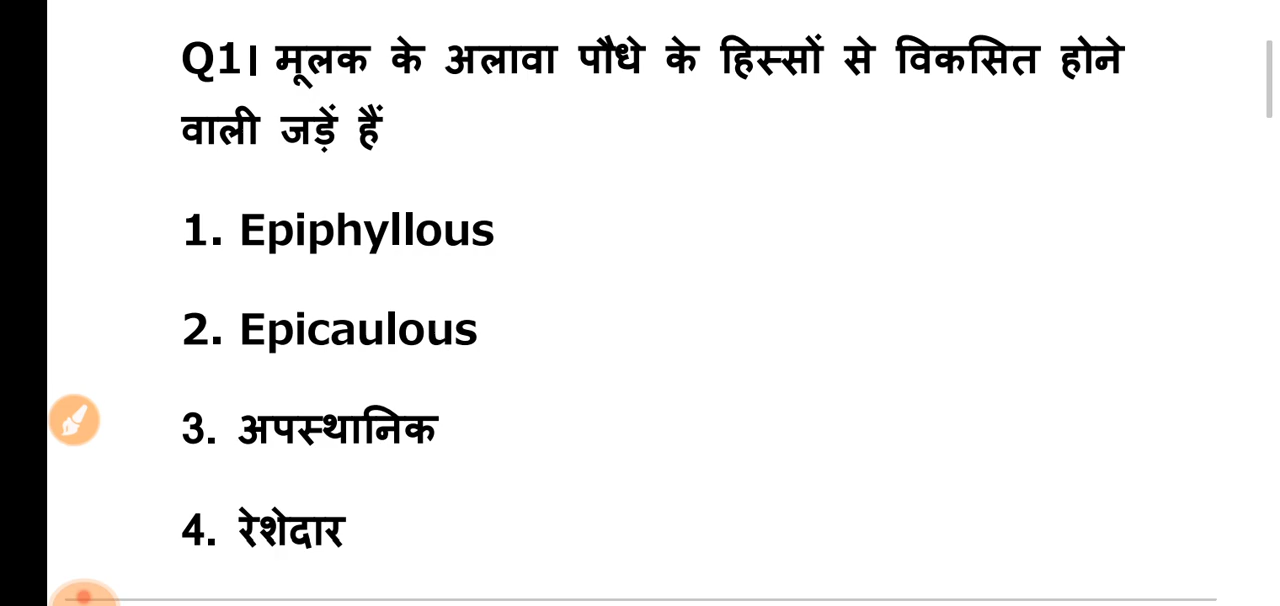 Q1। मूलक के अलावा पौधे के हिस्सों से विकसित होने
वाली जड़ें हैं
1. Epiphyllous
2. Epicaulous
3. अपस्थानिक
4. रेशेदार